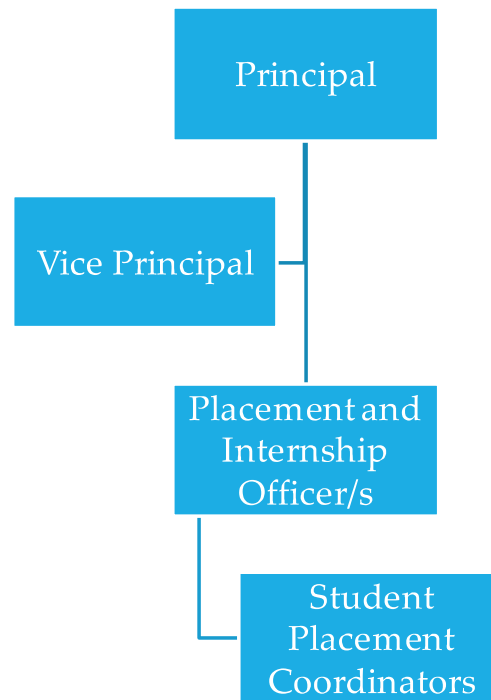 Principal
Vice Principal
Placement and
Internship
Officer/s
Student
Placement
Coordinators